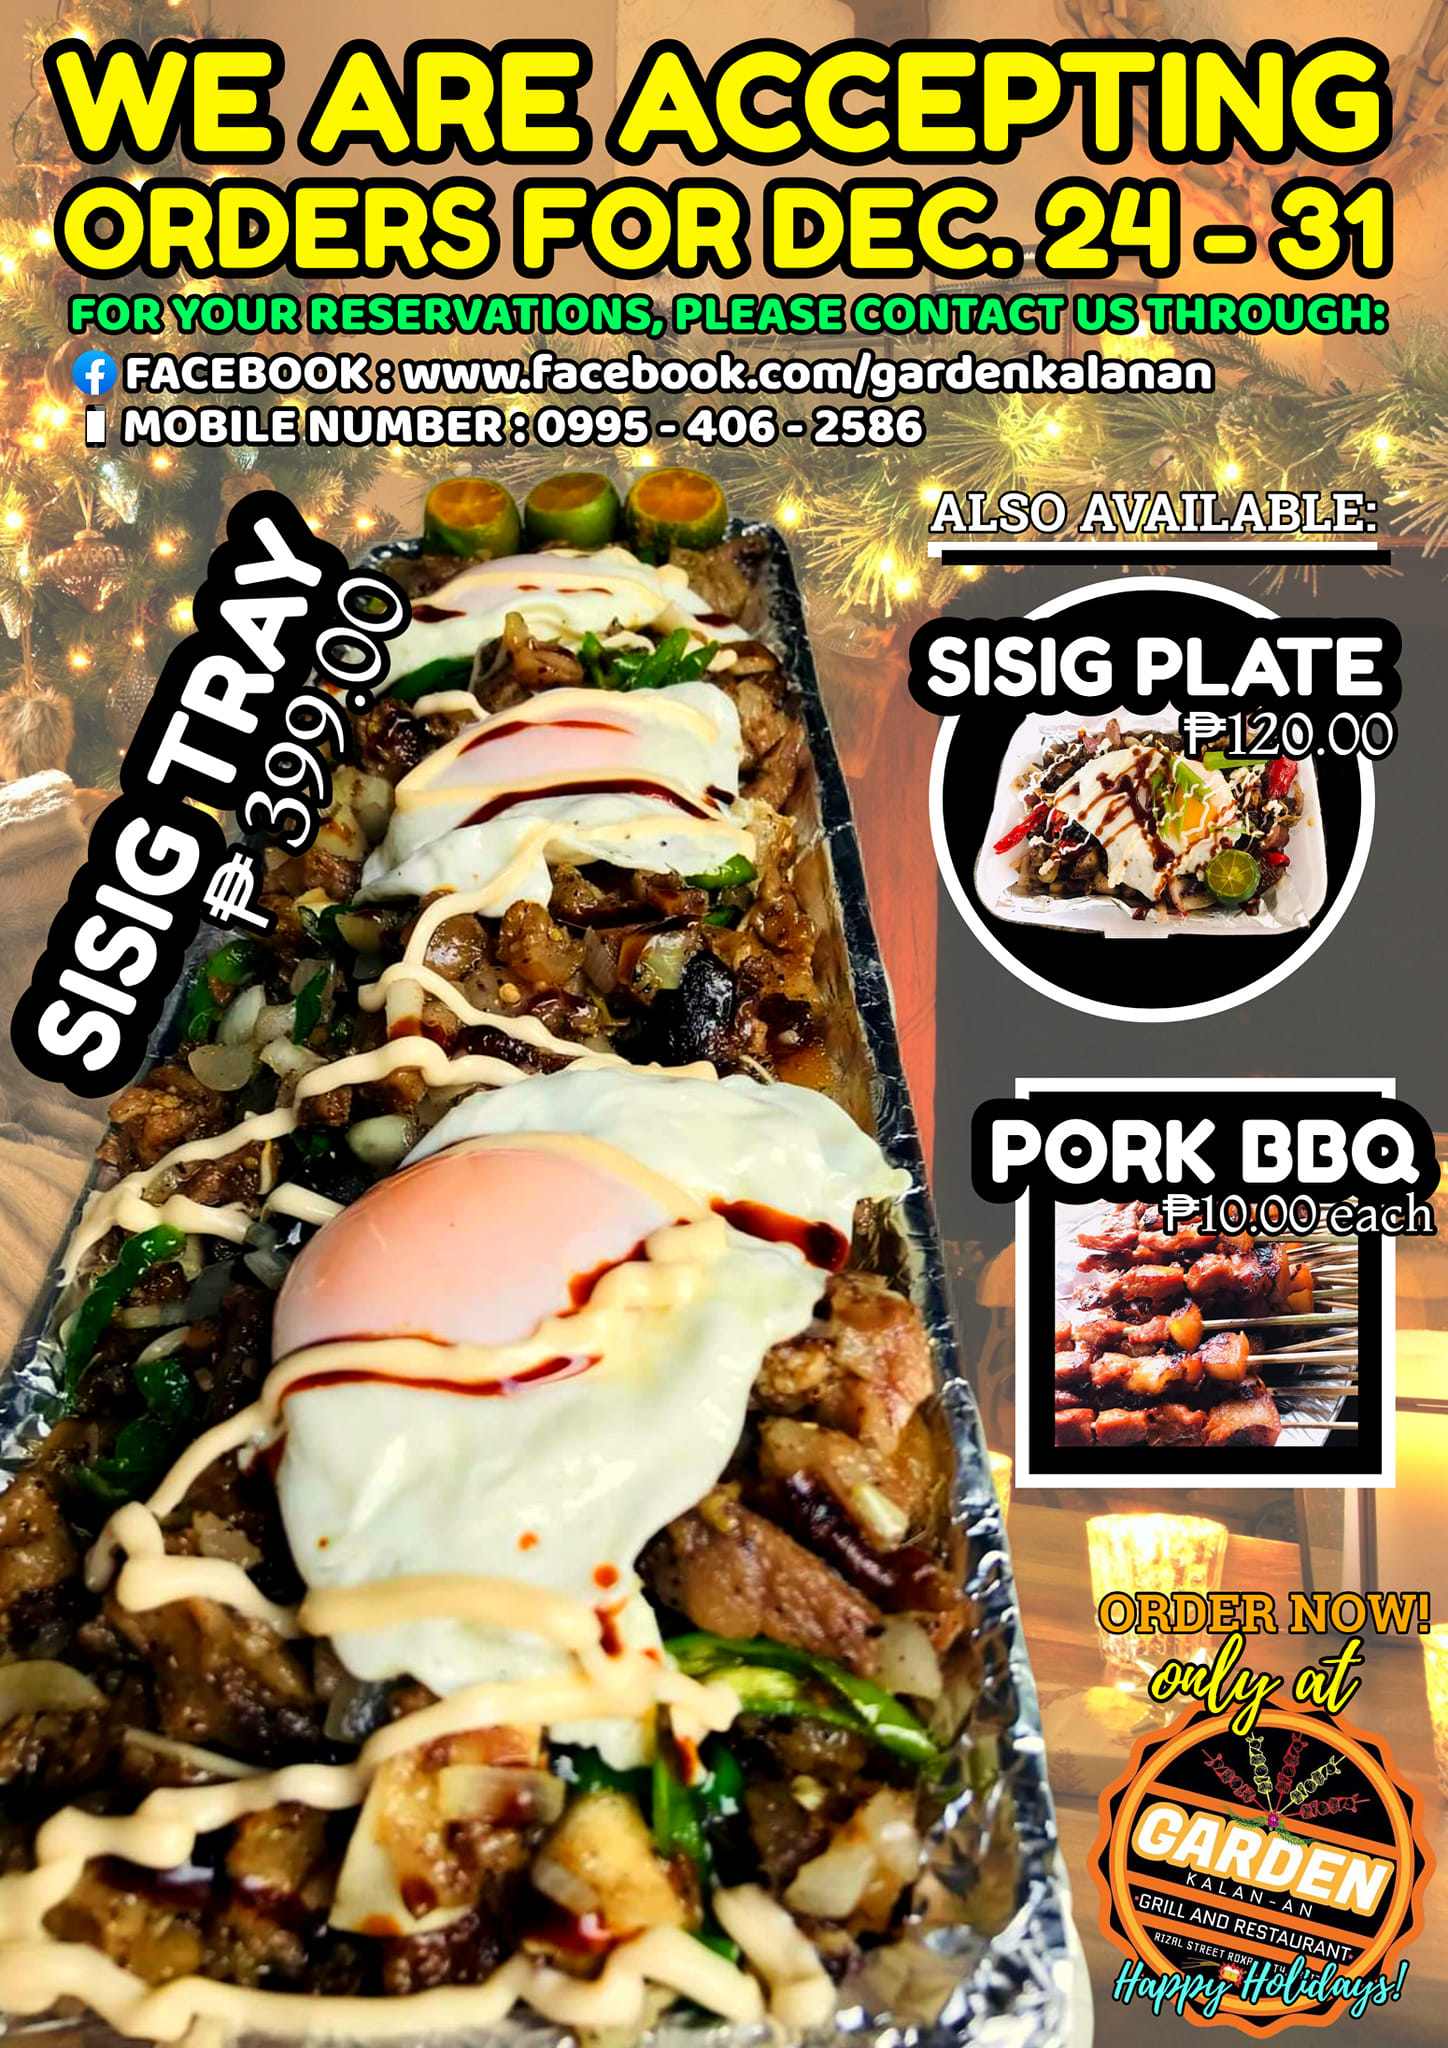 WE ARE ACCEPTING
ORDERS FOR DEC. 24 - 31
FOR YOUR RESERVATIONS, PLEASE CONTACT US THROUGH:
FACEBOOK : www.facebook.com/gardenkalanan
MOBILE NUMBER : 0995 - 406 - 2586
SISIG TRAY
₱ 399.00
ALSO AVAILABLE:
SISIG PLATE
₱120.00
PORK BBQ
₱10.00 each
ORDER NOW!
only at
GARDEN
KALAN-AN
GRILL AND RESTAURANT
RIZAL STREET
Happy Holidays!